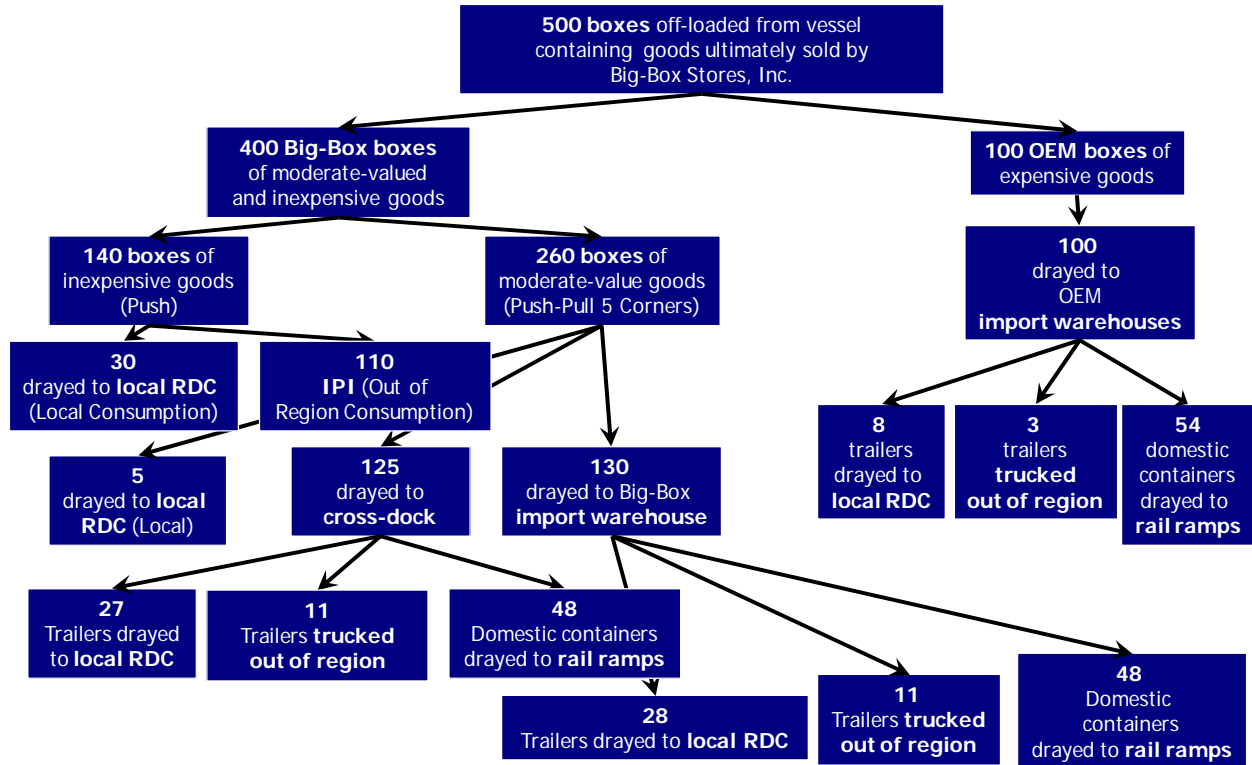 500 boxes off-loaded from vessel
containing goods ultimately sold by
Big-Box Stores, Inc.
400 Big-Box boxes
of moderate-valued
and inexpensive goods
100 OEM boxes of
expensive goods
140 boxes of
inexpensive goods
(Push)
260 boxes of
moderate-value goods
(Push-Pull 5 Corners)
100
drayed to
OEM
import warehouses
30
drayed to local RDC
(Local Consumption)
110
IPI (Out of
Region Consumption)
8
trailers
drayed to
local RDC
3
trailers
trucked
out of region
54
domestic
containers
drayed to
rail ramps
5
drayed to local
RDC (Local)
125
drayed to
cross-dock
130
drayed to Big-Box
import warehouse
27
Trailers drayed
to local RDC
11
Trailers trucked
out of region
48
Domestic containers
drayed to rail ramps
28
Trailers drayed to local RDC
11
Trailers trucked
out of region
48
Domestic
containers
drayed to rail ramps